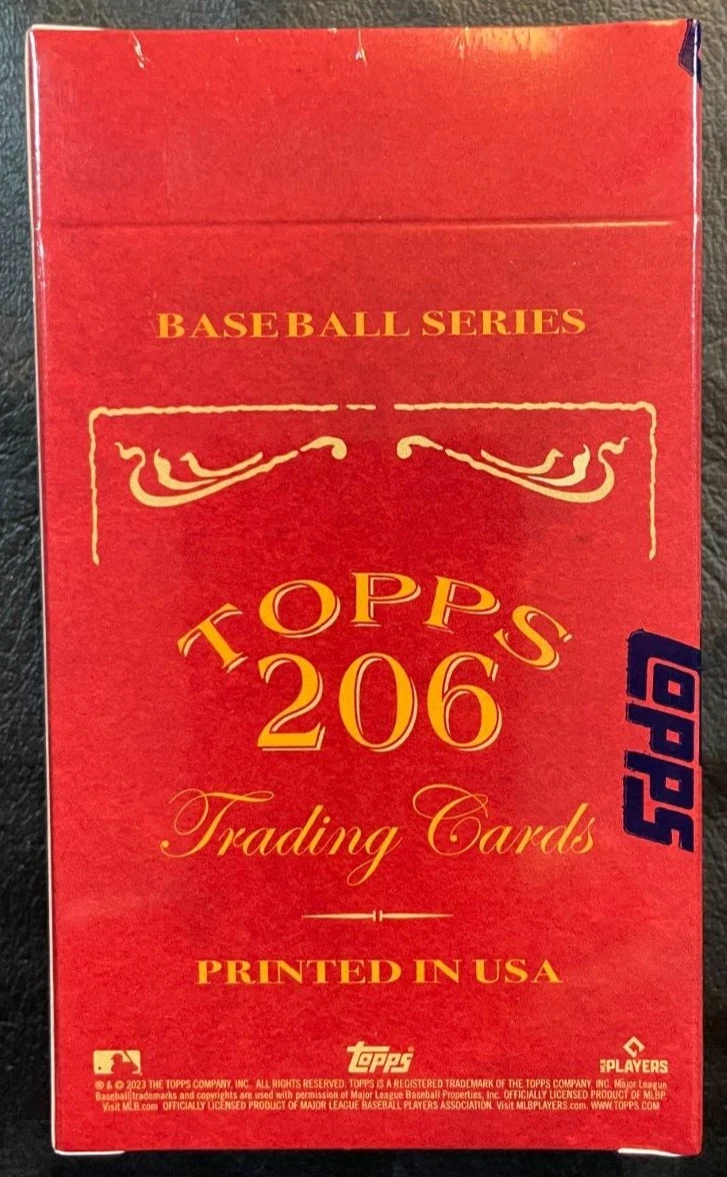 BASEBALL SERIES
TOPPS
206
Trading Cards
Topps
PRINTED IN USA
Topps
MLB PLAYERS
® & © 2023 THE TOPPS COMPANY, INC. ALL RIGHTS RESERVED. TOPPS IS A REGISTERED TRADEMARK OF THE TOPPS COMPANY, INC. Major League
Baseball trademarks and copyrights are used with permission of Major League Baseball Properties, Inc. OFFICIALLY LICENSED PRODUCT OF MLBP
Visit MLB.com OFFICIALLY LICENSED PRODUCT OF MAJOR LEAGUE BASEBALL PLAYERS ASSOCIATION. Visit MLBPLAYERS.com. WWW.TOPPS.COM